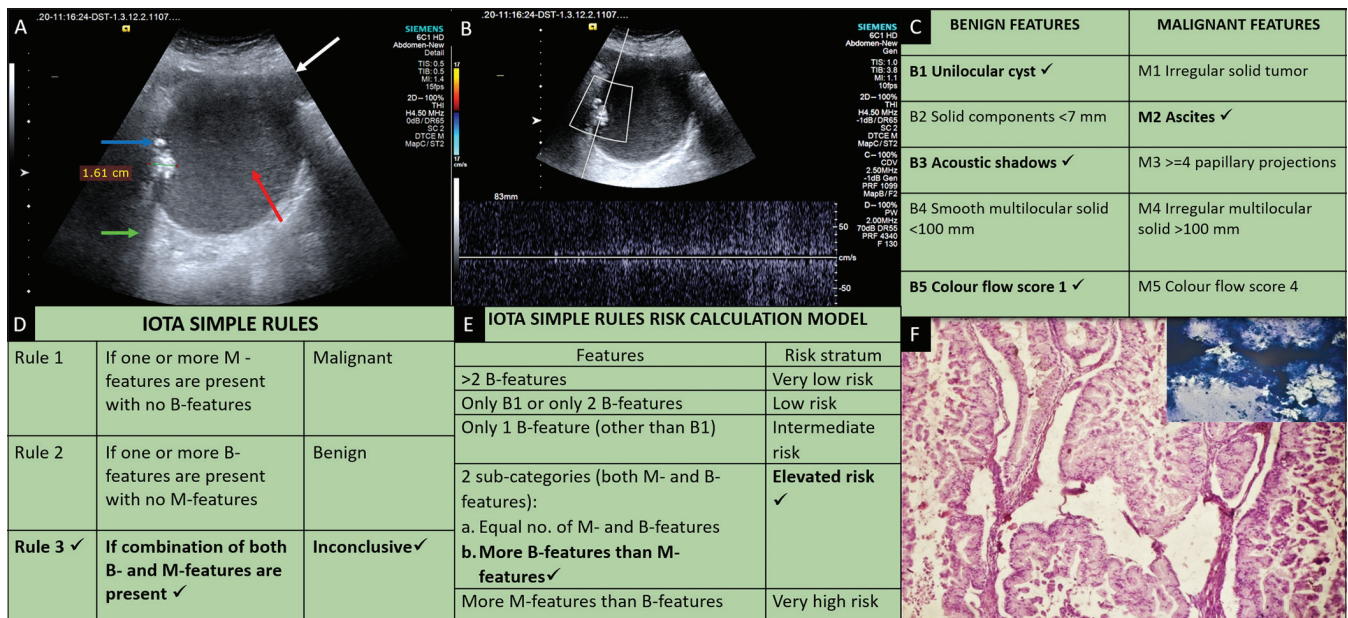 A
.20-11:16:24-DST-1.3.12.2.1107....
SIEMENS
6C1 HD
Abdomen-New
Detail
TIS: 0.5
TIB: 0.5
MI: 1.4
15fps
2D-100%
THI
H4.50 MHz
0dB/DR65
SC 2
DTCE M
MapC/ST2
17
17
cm/s
1.61 cm
B
.20-11:16:24-DST-1.3.12.2.1107....
SIEMENS
6C1 HD
Abdomen-New
Gen
TIS: 1.0
TIB: 3.8
MI: 1.1
10fps
2D-100%
THI
H4.50 MHz
-1dB/DR65
SC 2
DTCE M
MapC/ST 2
C-100%
CDV
2.50MHz
-1dB Gen
PRF 1099
MapB/F2
D-100%
PW
2.00MHz
70dB DR55
PRF 4340
F 130
83mm
50
cm/s
-50
C
BENIGN FEATURES
MALIGNANT FEATURES
B1 Unilocular cyst ✓
M1 Irregular solid tumor
B2 Solid components <7 mm
M2 Ascites ✓
B3 Acoustic shadows ✓
M3 >=4 papillary projections
B4 Smooth multilocular solid
<100 mm
M4 Irregular multilocular
solid >100 mm
B5 Colour flow score 1 ✓
M5 Colour flow score 4
D
IOTA SIMPLE RULES
Rule 1
If one or more M -
features are present
with no B-features
Malignant
Rule 2
If one or more B-
features are present
with no M-features
Benign
Rule 3 ✓
If combination of both
B- and M-features are
present ✓
Inconclusive✓
E
IOTA SIMPLE RULES RISK CALCULATION MODEL
Features
Risk stratum
>2 B-features
Very low risk
Only B1 or only 2 B-features
Low risk
Only 1 B-feature (other than B1)
Intermediate
risk
2 sub-categories (both M- and B-
features):
a. Equal no. of M- and B-features
b. More B-features than M-
features✓
Elevated risk
✓
More M-features than B-features
Very high risk
F